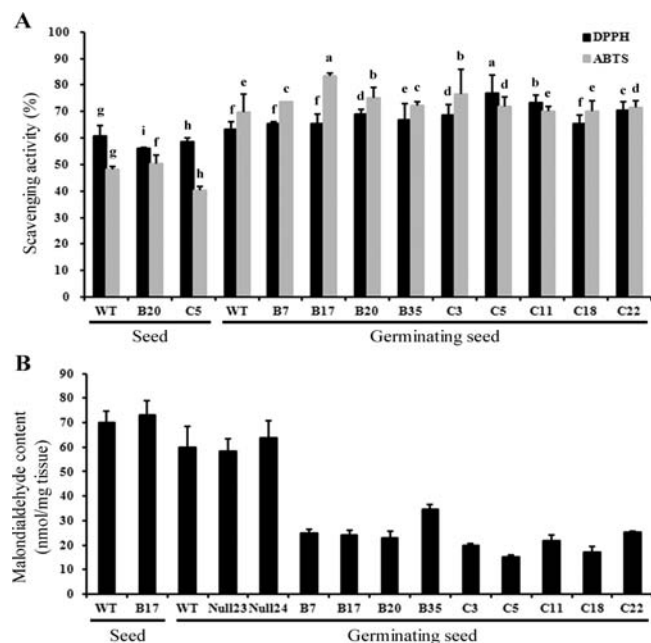 A
DPPH
ABTS
Scavenging activity (%)
100
90
80
70
60
50
40
30
20
10
0
g g i f h h f e f c f a d b e c d b a d b e f e c d
WT B20 C5 WT B7 B17 B20 B35 C3 C5 C11 C18 C22
Seed Germinating seed
B
Malondialdehyde content
(nmol/mg tissue)
90
80
70
60
50
40
30
20
10
0
WT B17 WT Null23 Null24 B7 B17 B20 B35 C3 C5 C11 C18 C22
Seed Germinating seed